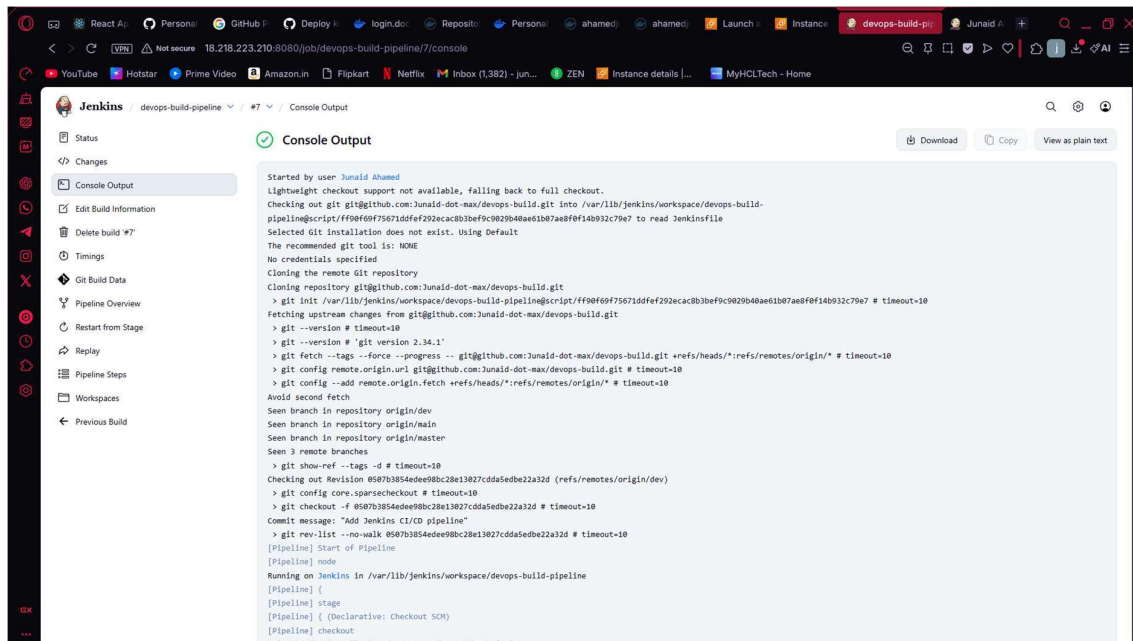 React Ap
Personal
GitHub P
Deploy k
login.doc
Reposito
Personal
ahamedj
ahamedj
Launch a
Instance
devops-build-pip
Junaid A
VPN
Not secure 18.218.223.210:8080/job/devops-build-pipeline/7/console
AI
YouTube
Hotstar
Prime Video
Amazon.in
Flipkart
Netflix
Inbox (1,382) - jun...
ZEN
Instance details |...
MyHCLTech - Home
Jenkins / devops-build-pipeline / #7 / Console Output
Status
Changes
Console Output
Edit Build Information
Delete build '#7'
Timings
Git Build Data
Pipeline Overview
Restart from Stage
Replay
Pipeline Steps
Workspaces
Previous Build
GX
Console Output
Download
Copy
View as plain text
Started by user Junaid Ahamed
Lightweight checkout support not available, falling back to full checkout.
Checking out git git@github.com:Junaid-dot-max/devops-build.git into /var/lib/jenkins/workspace/devops-build-
pipeline@script/ff90f69f75671ddfef292ecac8b3bef9c9029b40ae61b07ae8f0f14b932c79e7 to read Jenkinsfile
Selected Git installation does not exist. Using Default
The recommended git tool is: NONE
No credentials specified
Cloning the remote Git repository
Cloning repository git@github.com:Junaid-dot-max/devops-build.git
> git init /var/lib/jenkins/workspace/devops-build-pipeline@script/ff90f69f75671ddfef292ecac8b3bef9c9029b40ae61b07ae8f0f14b932c79e7 # timeout=10
Fetching upstream changes from git@github.com:Junaid-dot-max/devops-build.git
> git --version # timeout=10
> git --version # 'git version 2.34.1'
> git fetch --tags --force --progress -- git@github.com:Junaid-dot-max/devops-build.git +refs/heads/*:refs/remotes/origin/* # timeout=10
> git config remote.origin.url git@github.com:Junaid-dot-max/devops-build.git # timeout=10
> git config --add remote.origin.fetch +refs/heads/*:refs/remotes/origin/* # timeout=10
Avoid second fetch
Seen branch in repository origin/dev
Seen branch in repository origin/main
Seen branch in repository origin/master
Seen 3 remote branches
> git show-ref --tags -d # timeout=10
Checking out Revision 0507b3854edee98bc28e13027cdda5edbe22a32d (refs/remotes/origin/dev)
> git config core.sparsecheckout # timeout=10
> git checkout -f 0507b3854edee98bc28e13027cdda5edbe22a32d # timeout=10
Commit message: "Add Jenkins CI/CD pipeline"
> git rev-list --no-walk 0507b3854edee98bc28e13027cdda5edbe22a32d # timeout=10
[Pipeline] Start of Pipeline
[Pipeline] node
Running on Jenkins in /var/lib/jenkins/workspace/devops-build-pipeline
[Pipeline] {
[Pipeline] stage
[Pipeline] { (Declarative: Checkout SCM)
[Pipeline] checkout